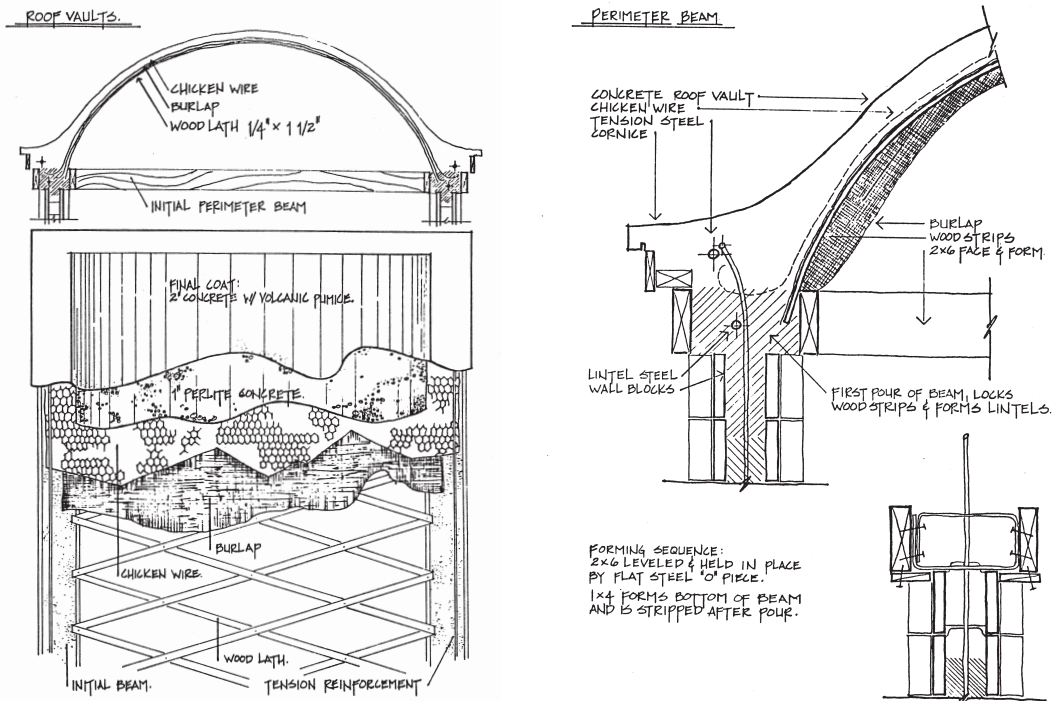 ROOF VAULTS.
CHICKEN WIRE
BURLAP
WOOD LATH 1/4" x 1 1/2"
INITIAL PERIMETER BEAM
FINAL COAT:
2" CONCRETE W/ VOLCANIC PUMICE.
1" PERLITE CONCRETE.
BURLAP
CHICKEN WIRE.
WOOD LATH.
INITIAL BEAM.
TENSION REINFORCEMENT
PERIMETER BEAM
CONCRETE ROOF VAULT
CHICKEN WIRE
TENSION STEEL
CORNICE
BURLAP
WOOD STRIPS
2x6 FACE & FORM.
LINTEL STEEL
WALL BLOCKS
FIRST POUR OF BEAM, LOCKS
WOOD STRIPS & FORMS LINTELS.
FORMING SEQUENCE:
2x6 LEVELED & HELD IN PLACE
BY FLAT STEEL "O" PIECE.
1x4 FORMS BOTTOM OF BEAM
AND IS STRIPPED AFTER POUR.